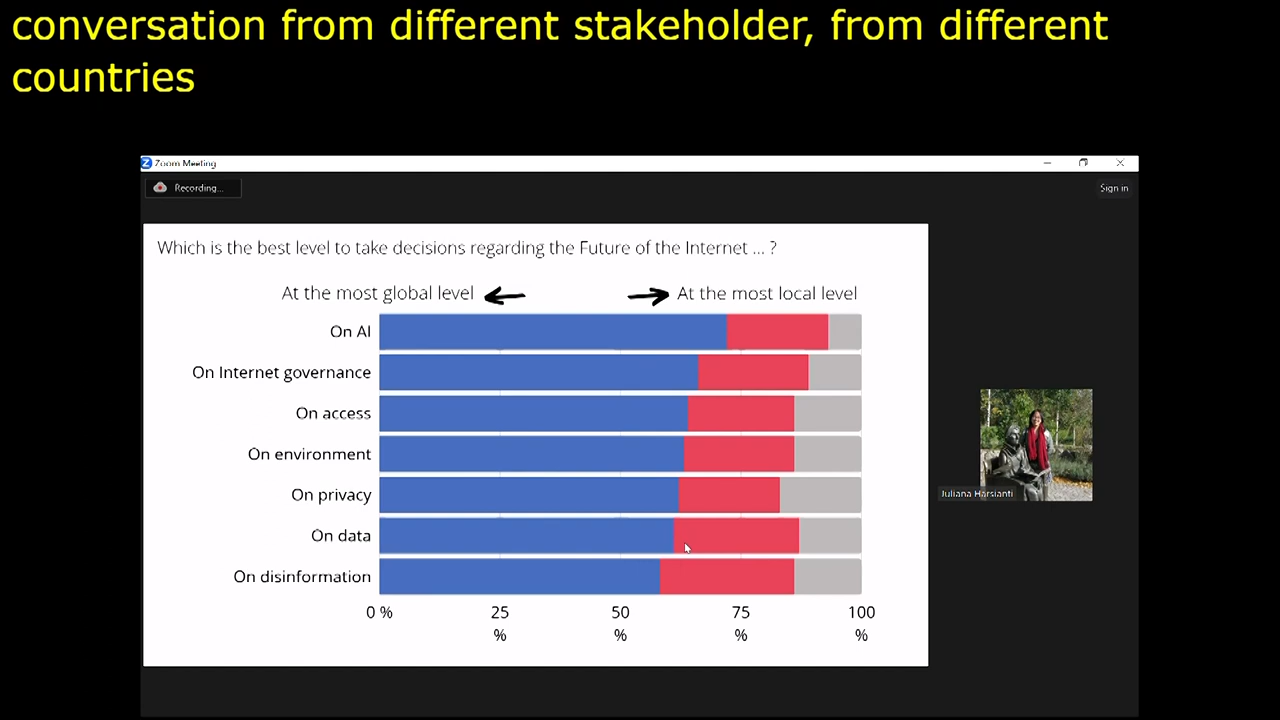 conversation from different stakeholder, from different
countries
Zoom Meeting
Recording...
Sign in
Which is the best level to take decisions regarding the Future of the Internet ... ?
At the most global level
At the most local level
On AI
On Internet governance
On access
On environment
On privacy
On data
On disinformation
0 %
25
%
50
%
75
%
100
%
Juliana Harsianti